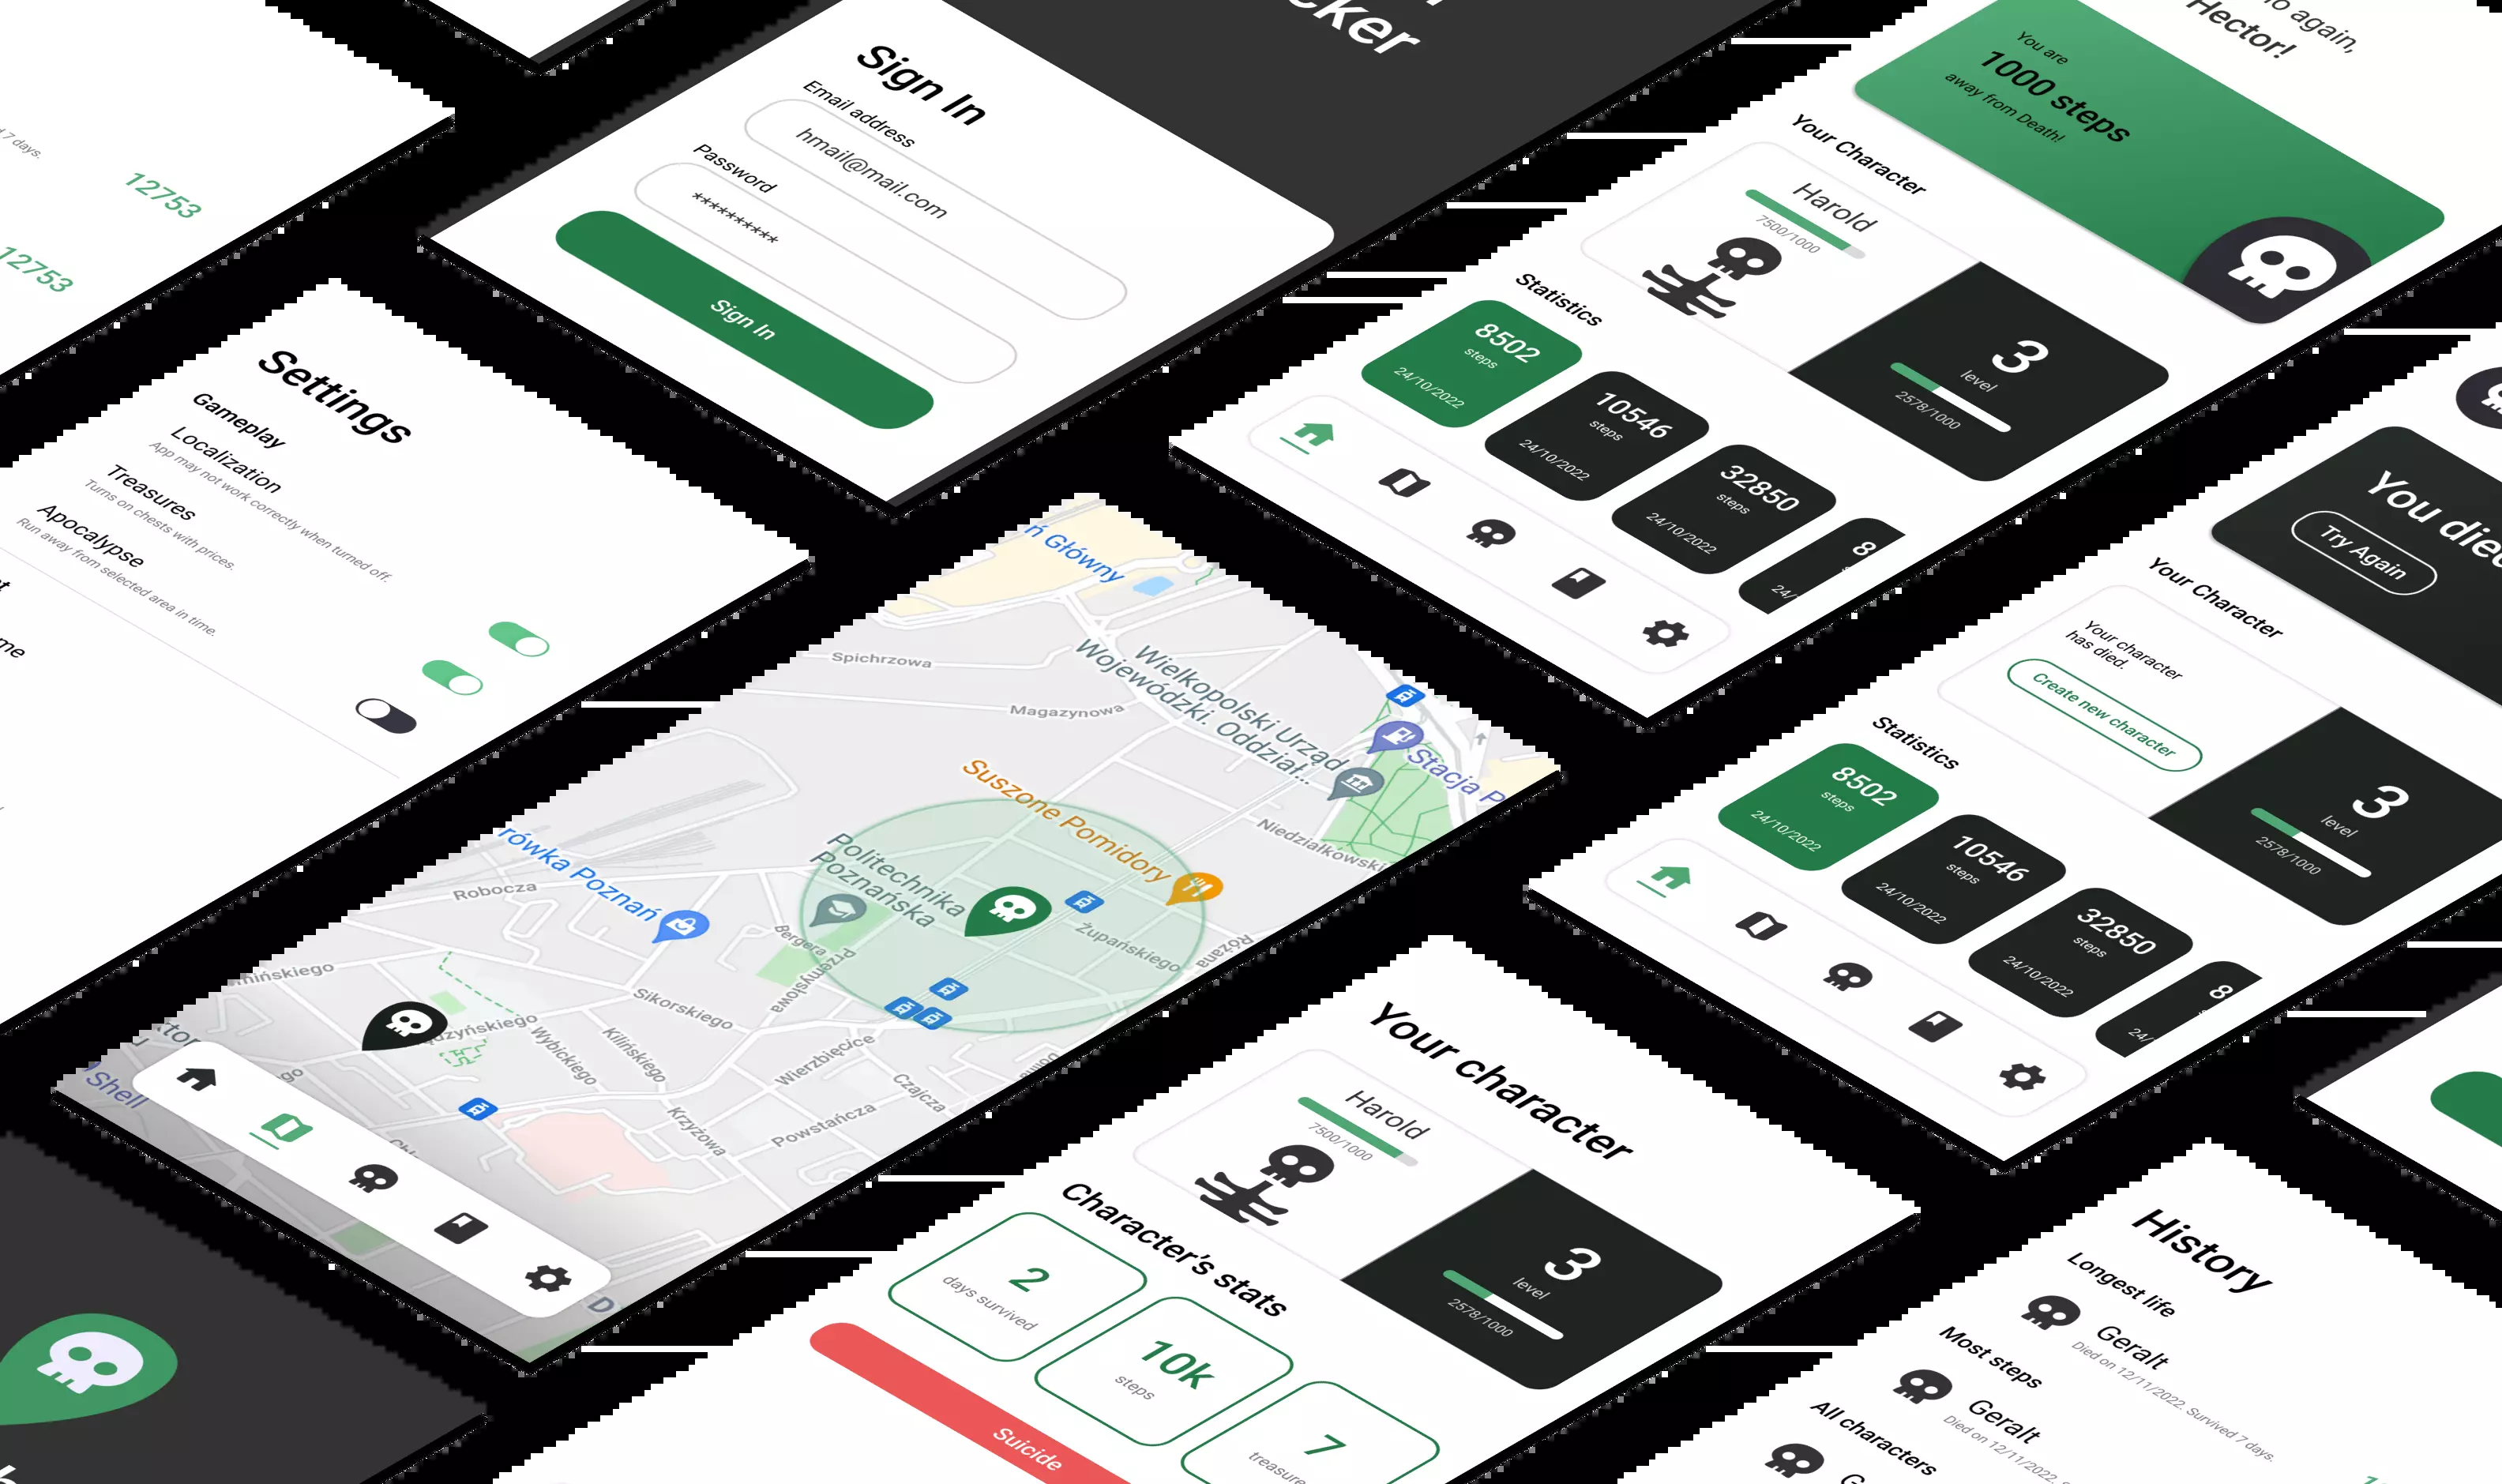 12753
12753
Settings
Gameplay
Localization
App may not work correctly when turned off.
Treasures
Turns on chests with prices.
Apocalypse
Run away from selected area in time.
Sign In
Email address
hmail@mail.com
Password
**********
Sign In
again,
Hector!
You are
1000 steps
away from Death!
Your Character
Harold
7500/1000
3
level
2578/1000
Statistics
8502
steps
24/10/2022
10546
steps
24/10/2022
32850
steps
24/10/2022
8
24/
Główny
Spichrzowa
Magazynowa
Wielkopolski Urząd
Wojewódzki. Oddział...
Stacja P
Suszone Pomidory
Niedziałkowski
Politechnika
Poznańska
Robocza
Poznań
Bergera
Przemysłowa
Żupańskiego
Różana
Sikorskiego
Wybickiego
Kilińskiego
Wierzbięcice
Czajcza
Krzyżowa
Powstańcza
Shell
D
You died
Try Again
Your Character
Your character
has died.
Create new character
3
level
2578/1000
Statistics
8502
steps
24/10/2022
10546
steps
24/10/2022
32850
steps
24/10/2022
8
24/
Your character
Harold
7500/1000
3
level
2578/1000
Character's stats
2
days survived
10k
steps
7
treasure
Suicide
History
Longest life
Geralt
Died on 12/11/2022. Survived 7 days.
Most steps
Geralt
Died on 12/11/2022.
All characters